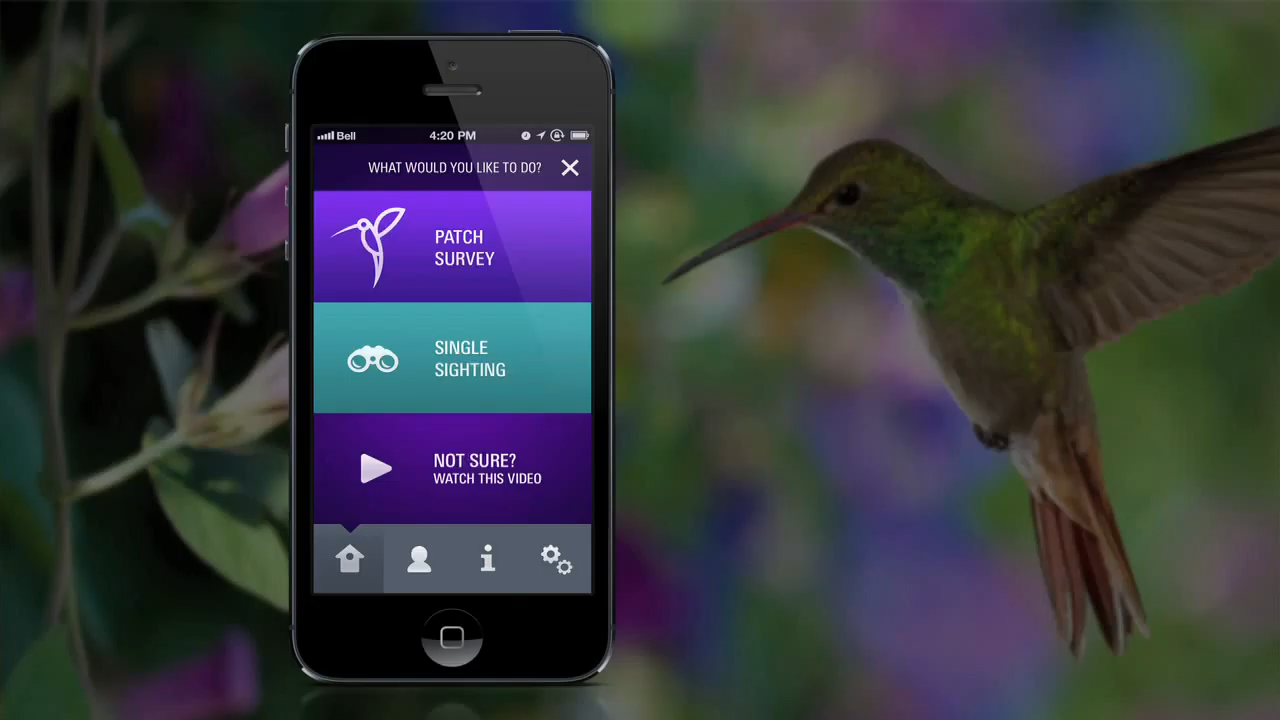 Bell 4:20 PM
WHAT WOULD YOU LIKE TO DO?
PATCH
SURVEY
SINGLE
SIGHTING
NOT SURE?
WATCH THIS VIDEO